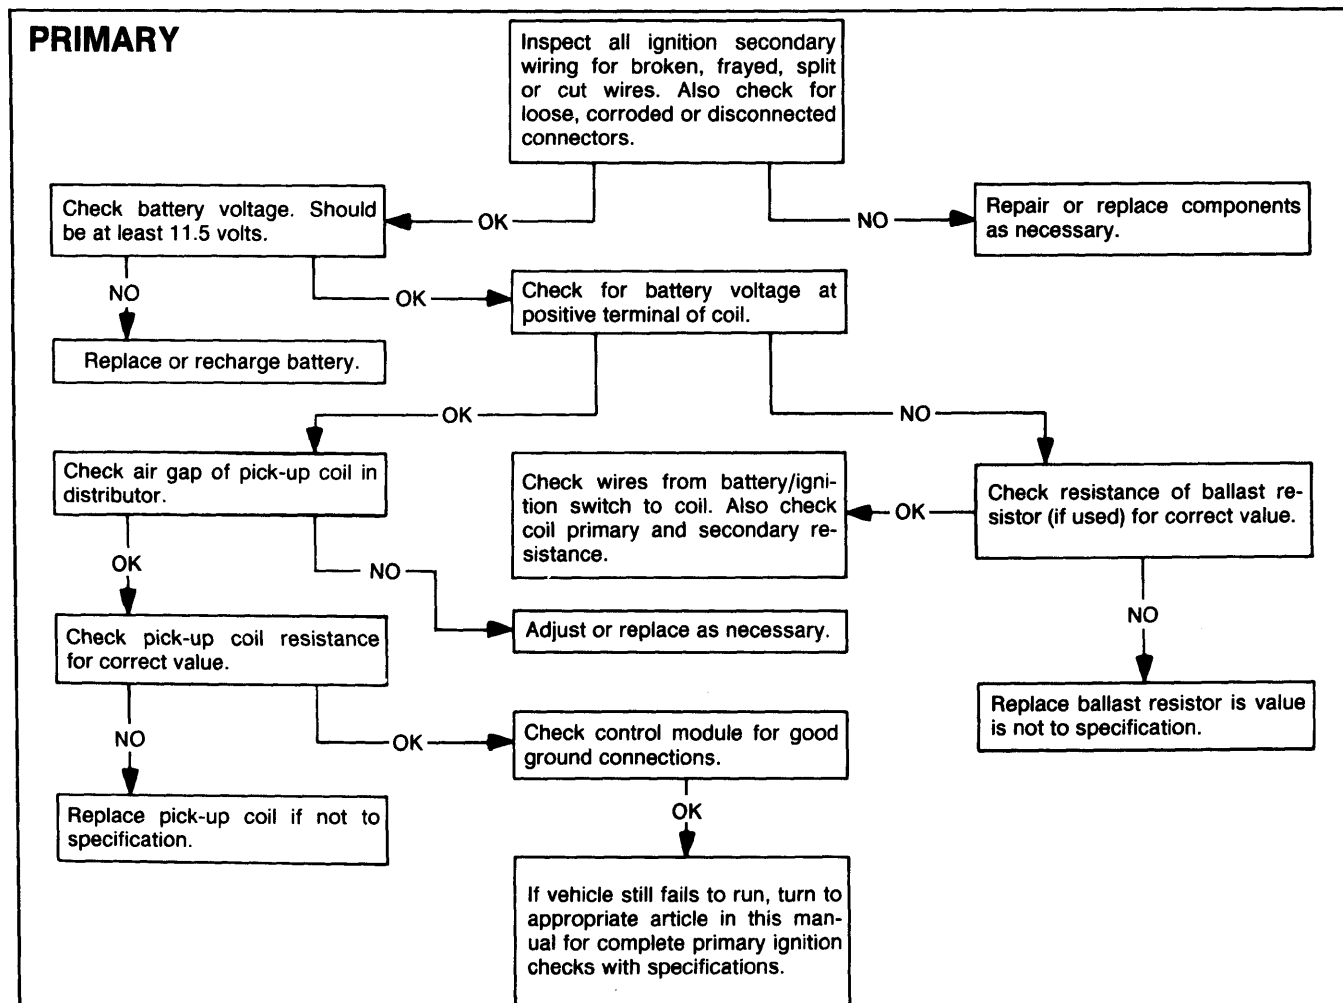 PRIMARY
Inspect all ignition secondary
wiring for broken, frayed, split
or cut wires. Also check for
loose, corroded or disconnected
connectors.
OK
NO
Check battery voltage. Should
be at least 11.5 volts.
Repair or replace components
as necessary.
NO
OK
Check for battery voltage at
positive terminal of coil.
Replace or recharge battery.
OK
NO
Check air gap of pick-up coil in
distributor.
Check wires from battery/igni-
tion switch to coil. Also check
coil primary and secondary re-
sistance.
OK
Check resistance of ballast re-
sistor (if used) for correct value.
OK
NO
NO
Check pick-up coil resistance
for correct value.
Adjust or replace as necessary.
Replace ballast resistor is value
is not to specification.
NO
OK
Check control module for good
ground connections.
Replace pick-up coil if not to
specification.
OK
If vehicle still fails to run, turn to
appropriate article in this man-
ual for complete primary ignition
checks with specifications.